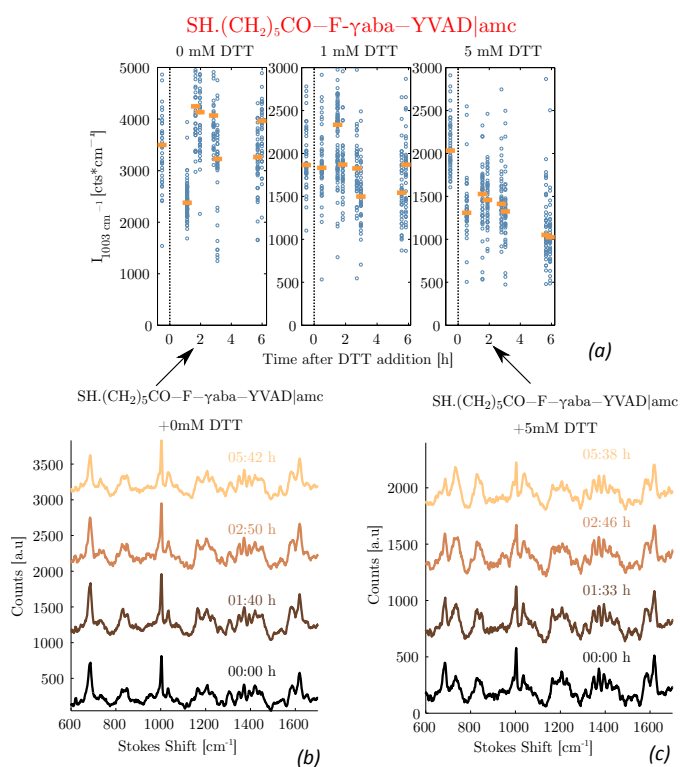 SH.(CH₂)₅CO−F-γaba−YVAD|amc
0 mM DTT 1 mM DTT 5 mM DTT
I₁₀₀₃ cm⁻¹ [cts*cm⁻²]
5000
4000
3000
2000
1000
0
0 2 4 6
3000
2500
2000
1500
1000
500
0
0 2 4 6
3000
2500
2000
1500
1000
500
0
0 2 4 6
Time after DTT addition [h]
(a)
SH.(CH₂)₅CO−F−γaba−YVAD|amc
+0mM DTT
Counts [a.u]
3500
3000
2500
2000
1500
1000
500
05:42 h
02:50 h
01:40 h
00:00 h
600 800 1000 1200 1400 1600
Stokes Shift [cm⁻¹]
(b)
SH.(CH₂)₅CO−F−γaba−YVAD|amc
+5mM DTT
Counts [a.u]
2000
1500
1000
500
0
05:38 h
02:46 h
01:33 h
00:00 h
600 800 1000 1200 1400 1600
Stokes Shift [cm⁻¹]
(c)